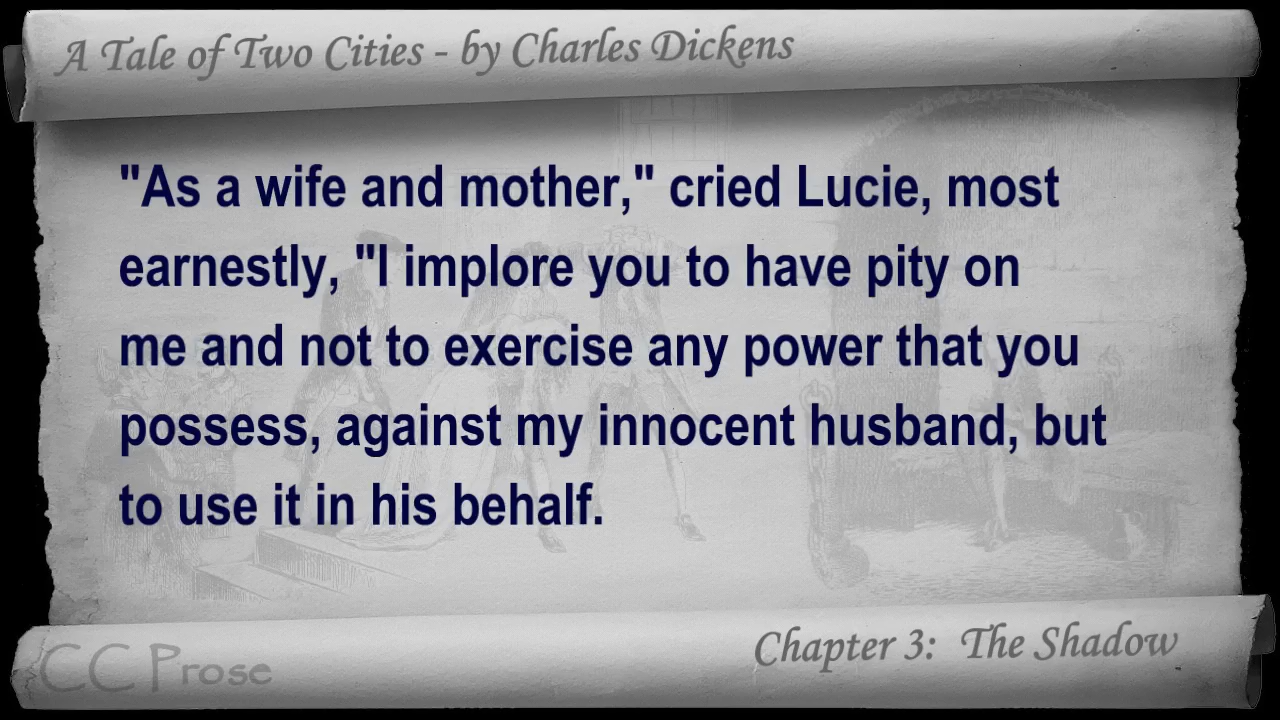 A Tale of Two Cities - by Charles Dickens
"As a wife and mother," cried Lucie, most
earnestly, "I implore you to have pity on
me and not to exercise any power that you
possess, against my innocent husband, but
to use it in his behalf.
Chapter 3: The Shadow
CC Prose